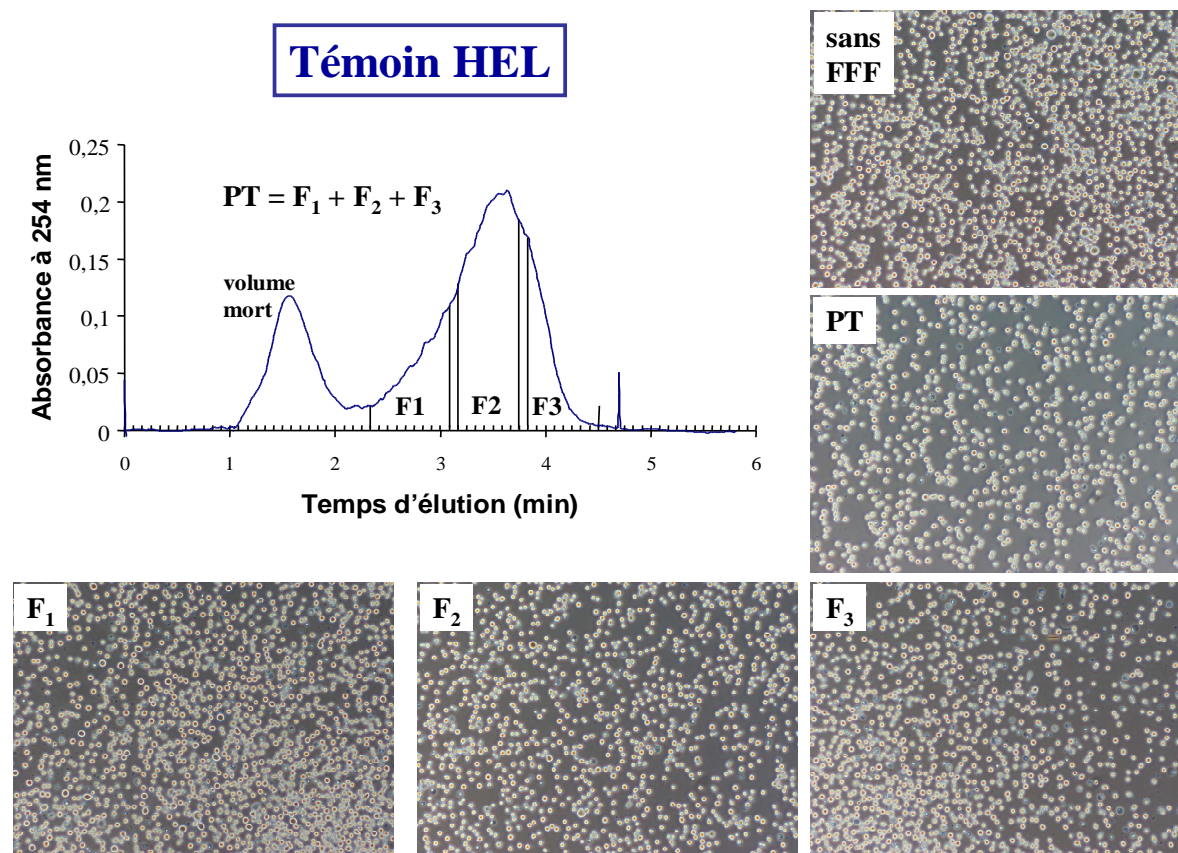 Témoin HEL
sans
FFF
0,25
0,2
0,15
0,1
0,05
0
Absorbance à 254 nm
PT = F₁ + F₂ + F₃
volume
mort
F1
F2
F3
0 1 2 3 4 5 6
Temps d'élution (min)
PT
F₁
F₂
F₃